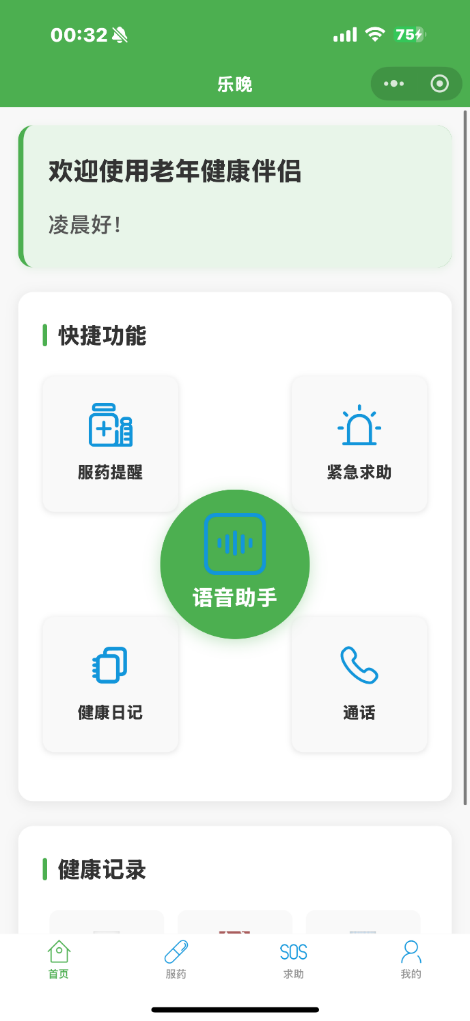 00:32
75
乐晚
欢迎使用老年健康伴侣
凌晨好！
快捷功能
服药提醒
紧急求助
语音助手
健康日记
通话
健康记录
SOS
首页
服药
求助
我的